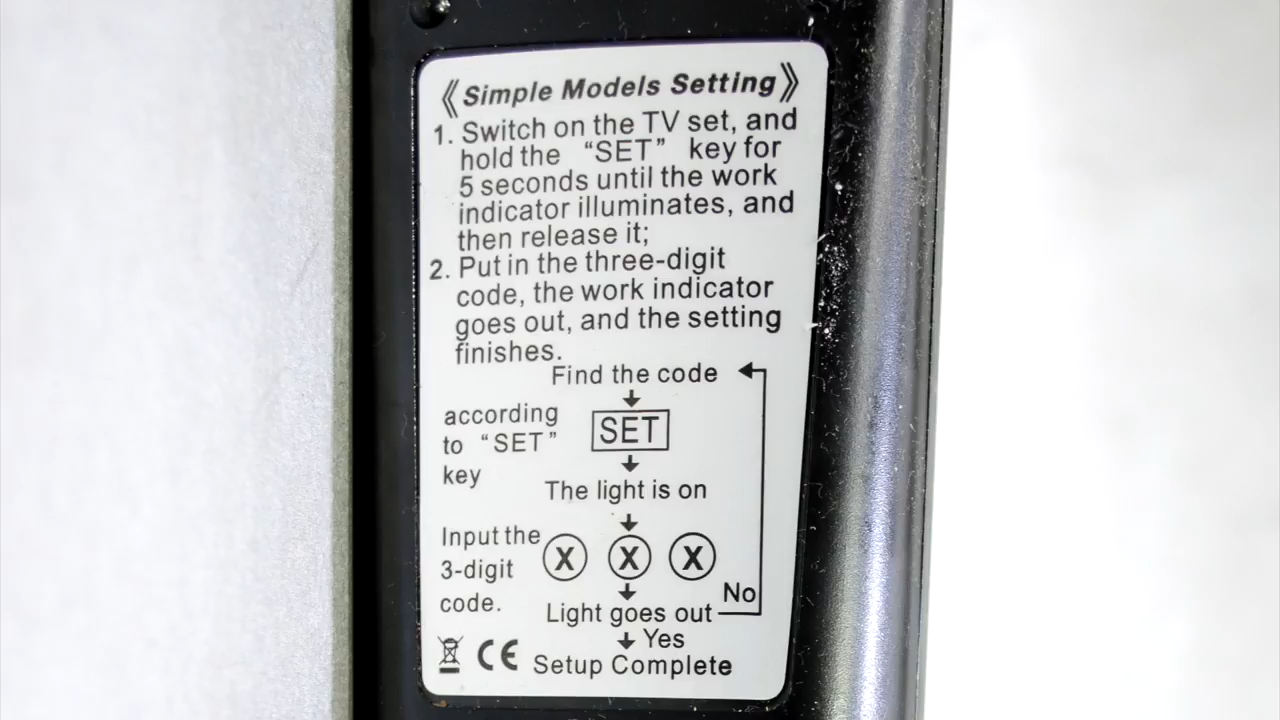 《Simple Models Setting》
1. Switch on the TV set, and
hold the “SET” key for
5 seconds until the work
indicator illuminates, and
then release it;
2. Put in the three-digit
code, the work indicator
goes out, and the setting
finishes.
Find the code
according
to “SET”
key
SET
The light is on
Input the
3-digit
code.
X X X
No
Light goes out
Yes
CE Setup Complete